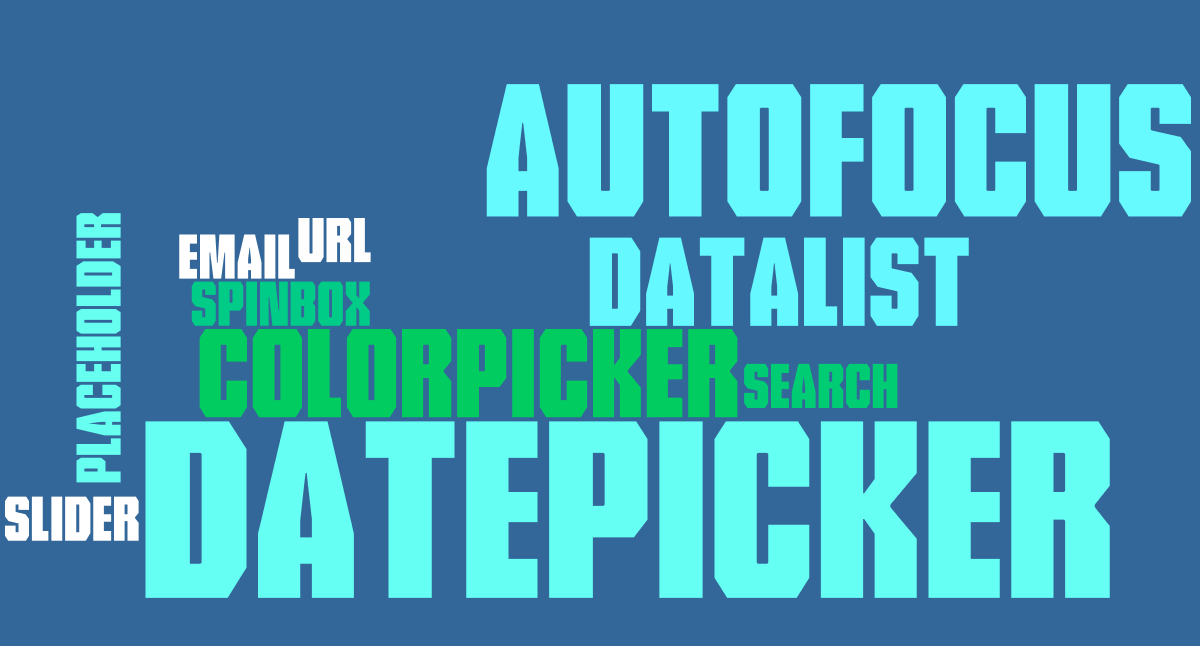 AUTOFOCUS
PLACEHOLDER
EMAIL
URL
DATALIST
SPINBOX
COLORPICKER
SEARCH
DATEPICKER
SLIDER